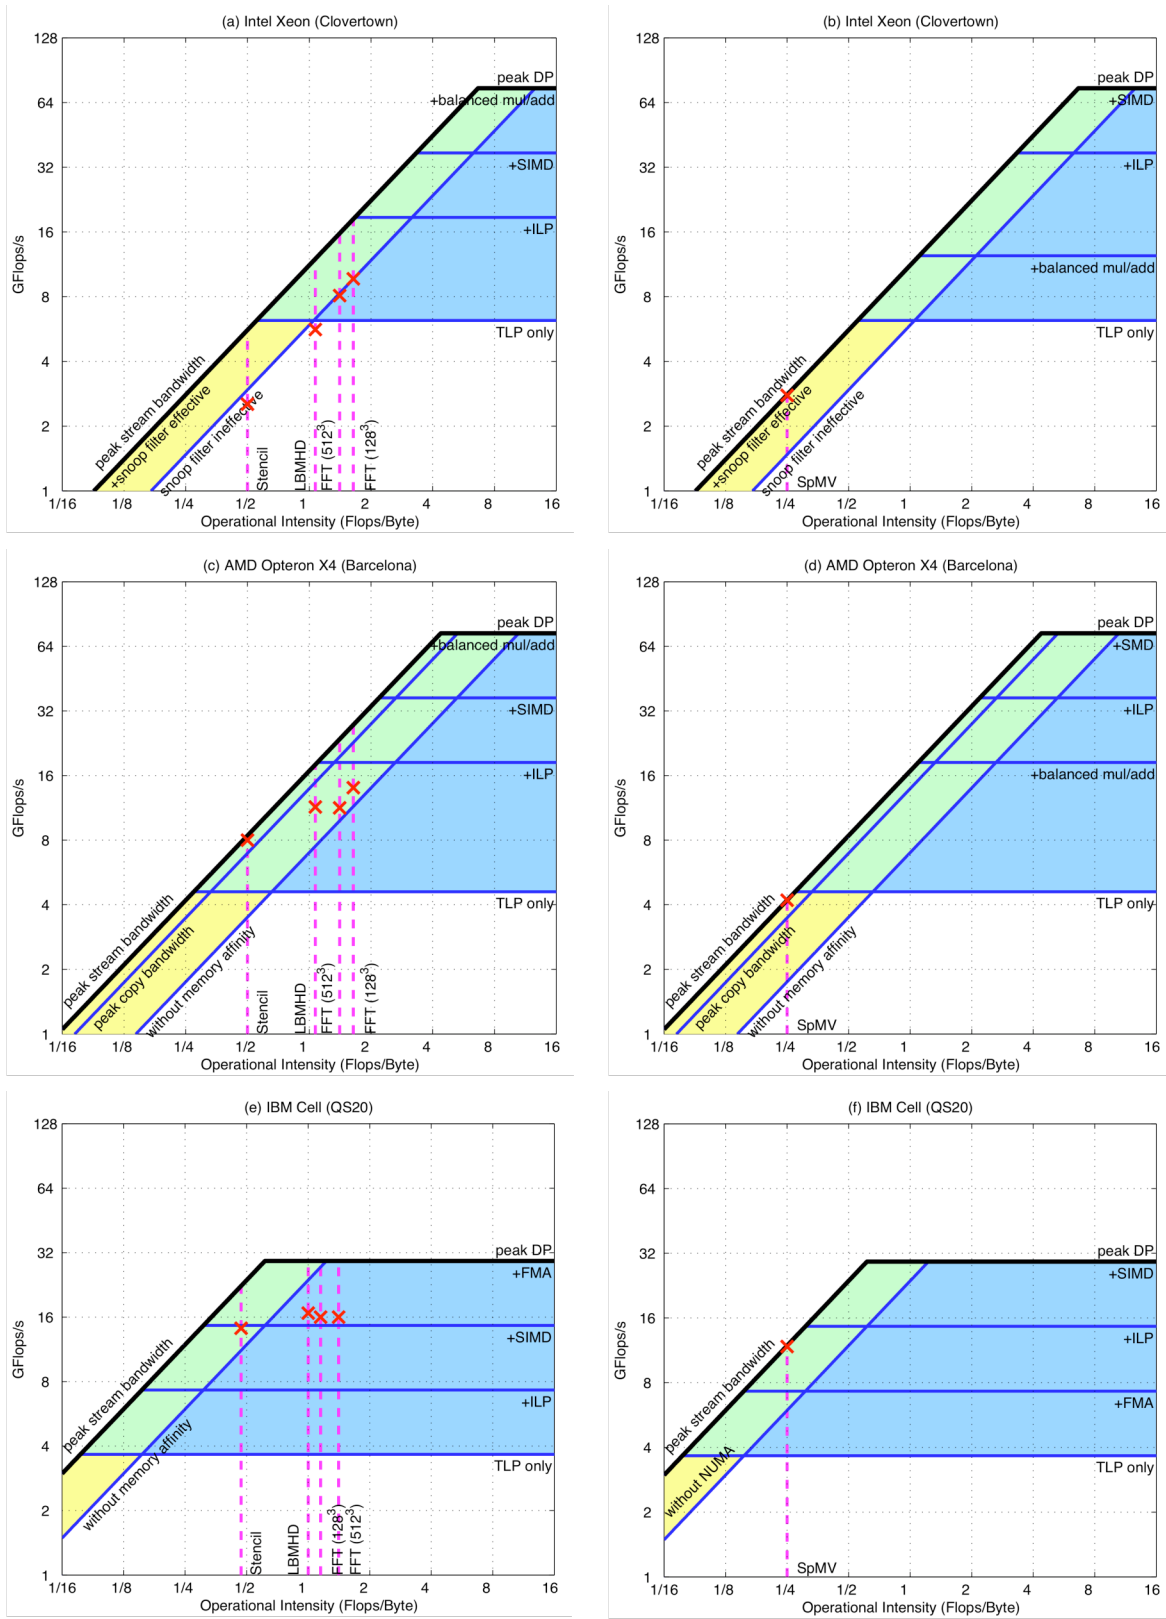 (a) Intel Xeon (Clovertown)
128
64
32
16
8
4
2
1
GFlops/s
peak DP
+balanced mul/add
+SIMD
+ILP
TLP only
peak stream bandwidth
+snoop filter effective
snoop filter ineffective
Stencil
LBMHD
FFT (512³)
FFT (128³)
1/16 1/8 1/4 1/2 1 2 4 8 16
Operational Intensity (Flops/Byte)
(b) Intel Xeon (Clovertown)
128
64
32
16
8
4
2
1
GFlops/s
peak DP
+SIMD
+ILP
+balanced mul/add
TLP only
peak stream bandwidth
+snoop filter effective
snoop filter ineffective
SpMV
1/16 1/8 1/4 1/2 1 2 4 8 16
Operational Intensity (Flops/Byte)
(c) AMD Opteron X4 (Barcelona)
128
64
32
16
8
4
2
1
GFlops/s
peak DP
+balanced mul/add
+SIMD
+ILP
TLP only
peak stream bandwidth
peak copy bandwidth
without memory affinity
Stencil
LBMHD
FFT (512³)
FFT (128³)
1/16 1/8 1/4 1/2 1 2 4 8 16
Operational Intensity (Flops/Byte)
(d) AMD Opteron X4 (Barcelona)
128
64
32
16
8
4
2
1
GFlops/s
peak DP
+SMD
+ILP
+balanced mul/add
TLP only
peak stream bandwidth
peak copy bandwidth
without memory affinity
SpMV
1/16 1/8 1/4 1/2 1 2 4 8 16
Operational Intensity (Flops/Byte)
(e) IBM Cell (QS20)
128
64
32
16
8
4
2
1
GFlops/s
peak DP
+FMA
+SIMD
+ILP
TLP only
peak stream bandwidth
without memory affinity
Stencil
LBMHD
FFT (128³)
FFT (512³)
1/16 1/8 1/4 1/2 1 2 4 8 16
Operational Intensity (Flops/Byte)
(f) IBM Cell (QS20)
128
64
32
16
8
4
2
1
GFlops/s
peak DP
+SIMD
+ILP
+FMA
TLP only
peak stream bandwidth
without NUMA
SpMV
1/16 1/8 1/4 1/2 1 2 4 8 16
Operational Intensity (Flops/Byte)